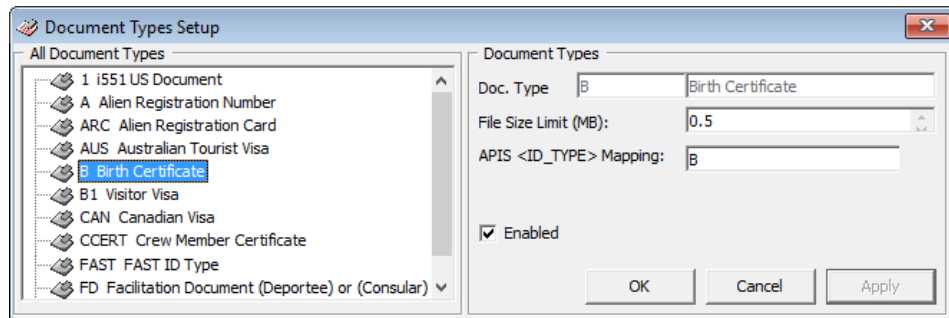 Document Types Setup
All Document Types
1 i551 US Document
A Alien Registration Number
ARC Alien Registration Card
AUS Australian Tourist Visa
B Birth Certificate
B1 Visitor Visa
CAN Canadian Visa
CCERT Crew Member Certificate
FAST FAST ID Type
FD Facilitation Document (Deportee) or (Consular)
Document Types
Doc. Type B Birth Certificate
File Size Limit (MB): 0.5
APIS <ID_TYPE> Mapping: B
Enabled
OK Cancel Apply